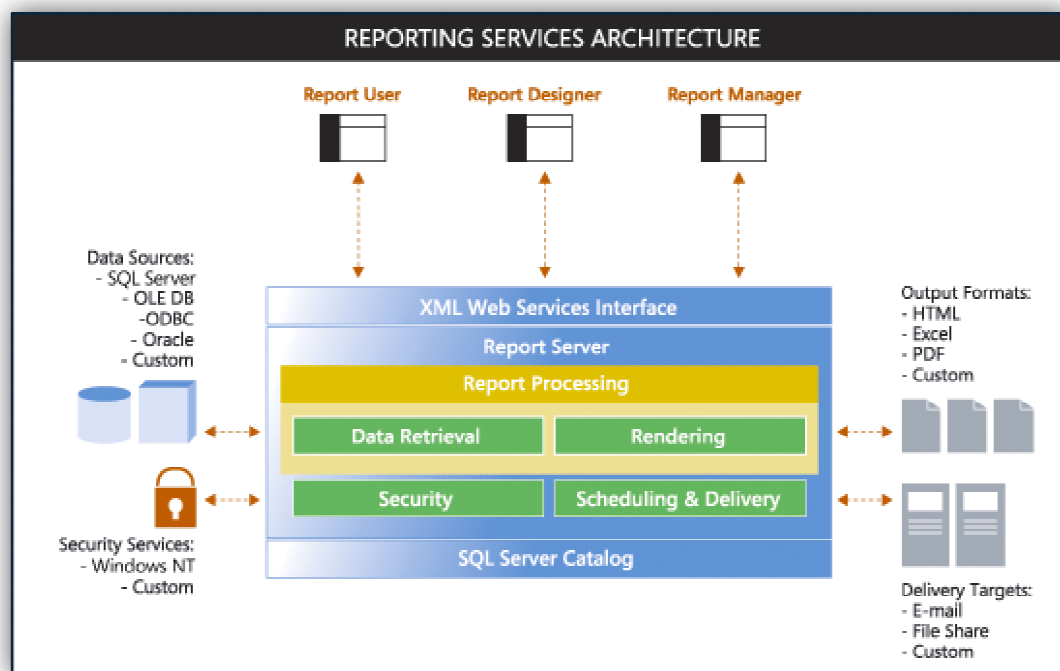 REPORTING SERVICES ARCHITECTURE
Report User
Report Designer
Report Manager
Data Sources:
- SQL Server
- OLE DB
-ODBC
- Oracle
- Custom
XML Web Services Interface
Report Server
Report Processing
Data Retrieval
Rendering
Security
Scheduling & Delivery
SQL Server Catalog
Output Formats:
- HTML
- Excel
- PDF
- Custom
Security Services:
- Windows NT
- Custom
Delivery Targets:
- E-mail
- File Share
- Custom